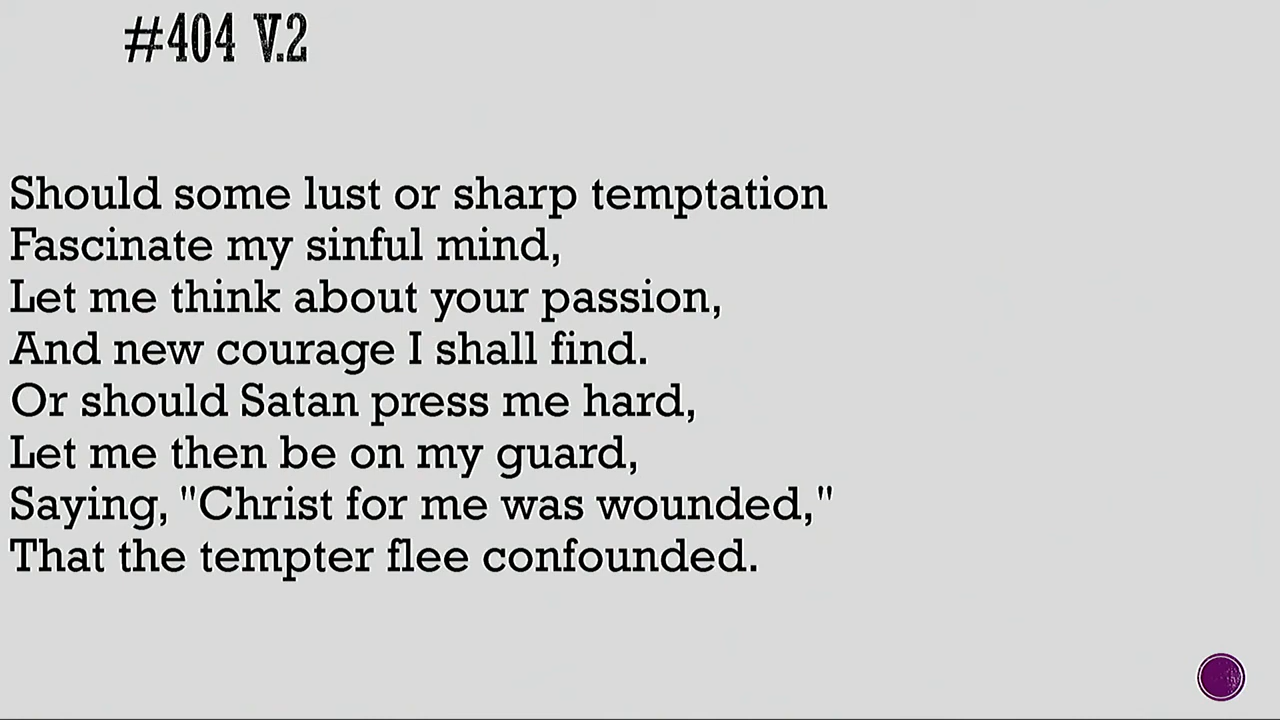 #404 V.2
Should some lust or sharp temptation
Fascinate my sinful mind,
Let me think about your passion,
And new courage I shall find.
Or should Satan press me hard,
Let me then be on my guard,
Saying, "Christ for me was wounded,"
That the tempter flee confounded.